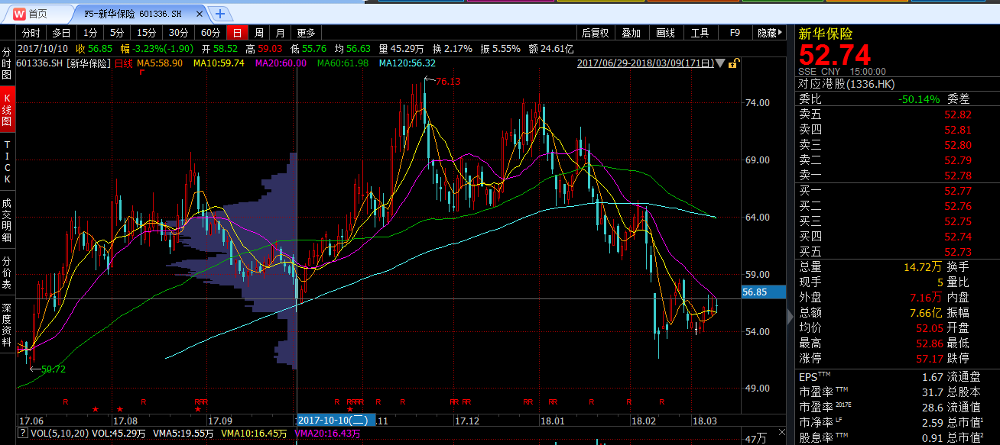 首页
F5-新华保险 601336.SH
分时 多日 1分 5分 15分 30分 60分 日 周 月 更多 后复权 叠加 画线 工具 F9 隐藏
2017/10/10 收 56.85 幅 -3.23%(-1.90) 开 58.52 高 59.03 低 55.76 均 56.63 量 45.29万 换 2.17% 振 5.55% 额 24.61亿
601336.SH [新华保险] 日线 MA5:58.90 MA10:59.74 MA20:60.00 MA60:61.98 MA120:56.32 2017/06/29-2018/03/09(171日)
分时图
K线图
TICK
成交明细
分价表
深度资料
76.13
50.72
74.00
69.00
64.00
59.00
56.85
54.00
49.00
R R RRR R RRRR R R RR RR RR RR R R R
17.06 17.08 17.09 2017-10-10(二) .11 17.12 18.01 18.02 18.03
? VOL(5,10,20) VOL:45.29万 VMA5:19.55万 VMA10:16.45万 VMA20:16.43万
47万
新华保险
52.74
SSE CNY 15:00:00
对应港股(1336.HK)
委比 -50.14% 委差
卖五 52.82
卖四 52.81
卖三 52.80
卖二 52.79
卖一 52.78
买一 52.77
买二 52.76
买三 52.75
买四 52.74
买五 52.73
总量 14.72万 换手
现手 5 量比
外盘 7.16万 内盘
总额 7.66亿 振幅
均价 52.05 开盘
最高 52.86 最低
涨停 57.17 跌停
EPS TTM 1.67 流通盘
市盈率 TTM 31.7 总股本
市盈率 2017E 28.6 流通值
市净率 LF 2.59 总市值1
股息率 TTM 0.91 总市值2